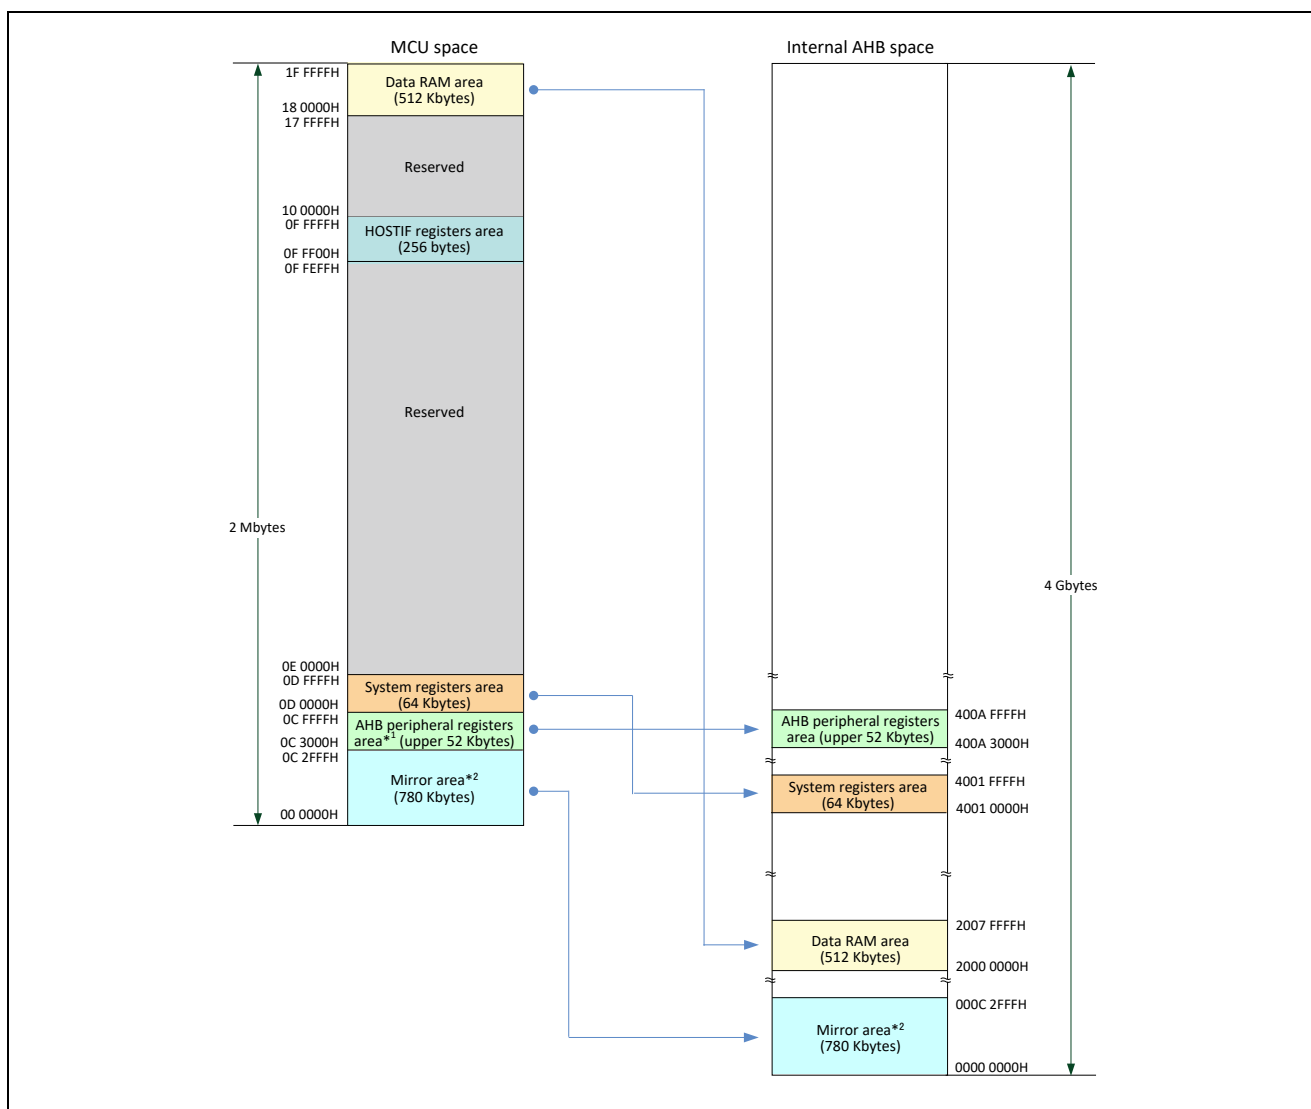 MCU space
Internal AHB space
1F FFFFH
Data RAM area
(512 Kbytes)
18 0000H
17 FFFFH
Reserved
10 0000H
0F FFFFH
HOSTIF registers area
(256 bytes)
0F FF00H
0F FEFFH
Reserved
2 Mbytes
4 Gbytes
0E 0000H
0D FFFFH
System registers area
(64 Kbytes)
0D 0000H
0C FFFFH
AHB peripheral registers
area*1 (upper 52 Kbytes)
0C 3000H
0C 2FFFH
Mirror area*2
(780 Kbytes)
00 0000H
400A FFFFH
AHB peripheral registers
area (upper 52 Kbytes)
400A 3000H
4001 FFFFH
System registers area
(64 Kbytes)
4001 0000H
2007 FFFFH
Data RAM area
(512 Kbytes)
2000 0000H
000C 2FFFH
Mirror area*2
(780 Kbytes)
0000 0000H